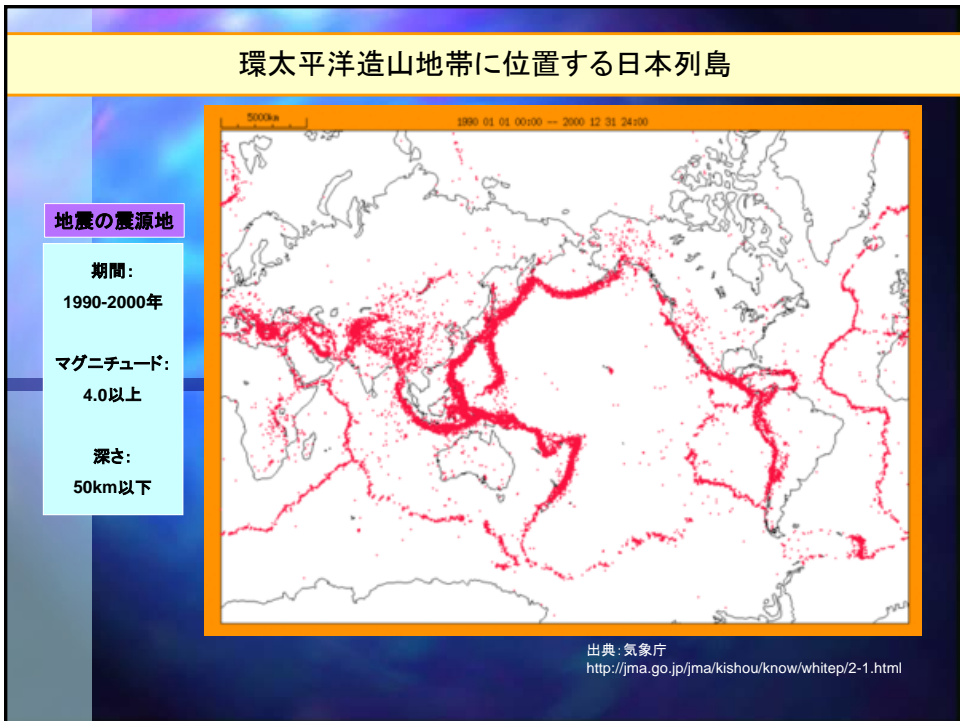 環太平洋造山地帯に位置する日本列島
5000km
1990 01 01 00:00 -- 2000 12 31 24:00
地震の震源地
期間:
1990-2000年
マグニチュード:
4.0以上
深さ:
50km以下
出典:気象庁
http://jma.go.jp/jma/kishou/know/whitep/2-1.html